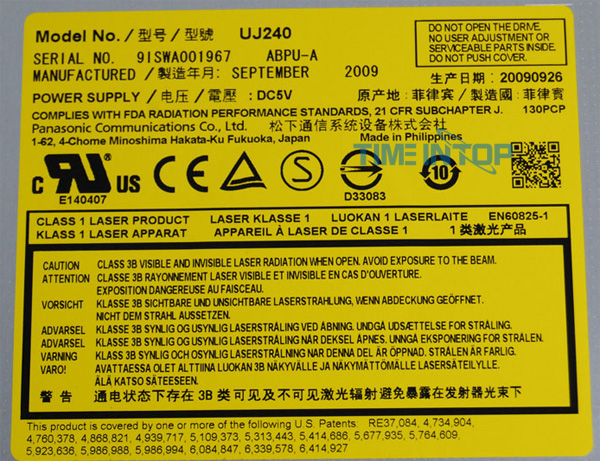 Model No./型号/型號 UJ240
DO NOT OPEN THE DRIVE.
NO USER ADJUSTMENT OR
SERVICEABLE PARTS INSIDE.
DO NOT PUSH COVER.
SERIAL NO. 9ISWA001967 ABPU-A
MANUFACTURED /製造年月: SEPTEMBER 2009
生产日期: 20090926
POWER SUPPLY /电压/電壓 : DC5V
原产地: 菲律宾/製造國:菲律賓
COMPLIES WITH FDA RADIATION PERFORMANCE STANDARDS, 21 CFR SUBCHAPTER J. 130PCP
Panasonic Communications Co., Ltd. 松下通信系统设备株式会社
1-62, 4-Chome Minoshima Hakata-Ku Fukuoka, Japan Made in Philippines
TIME IN TOP
C UR US CE S 10
E140407 D33083
CLASS 1 LASER PRODUCT LASER KLASSE 1 LUOKAN 1 LASERLAITE EN60825-1
KLASS 1 LASER APPARAT APPAREIL À LASER DE CLASSE 1 1类激光产品
CAUTION CLASS 3B VISIBLE AND INVISIBLE LASER RADIATION WHEN OPEN. AVOID EXPOSURE TO THE BEAM.
ATTENTION CLASSE 3B RAYONNEMENT LASER VISIBLE ET INVISIBLE EN CAS D'OUVERTURE.
EXPOSITION DANGEREUSE AU FAISCEAU.
VORSICHT KLASSE 3B SICHTBARE UND UNSICHTBARE LASERSTRAHLUNG, WENN ABDECKUNG GEÖFFNET.
NICHT DEM STRAHL AUSSETZEN.
ADVARSEL KLASSE 3B SYNLIG OG USYNLIG LASERSTRÅLING VED ÅBNING. UNDGÅ UDSÆTTELSE FOR STRÅLING.
ADVARSEL KLASSE 3B SYNLIG OG USYNLIG LASERSTRÅLING NÅR DEKSEL ÅPNES. UNNGÅ EKSPONERING FOR STRÅLEN.
VARNING KLASS 3B SYNLIG OCH OSYNLIG LASERSTRÅLNING NÄR DENNA DEL ÄR ÖPPNAD. STRÅLEN ÄR FARLIG.
VARO! AVATTAESSA OLET ALTTIINA LUOKAN 3B NÄKYVÄLLE JA NÄKYMÄTTÖMÄLLE LASERSÄTEILYLLE.
ÄLÄ KATSO SÄTEESEEN.
警告 通电状态下存在 3B 类可见及不可见激光辐射避免暴露在发射器光束下
This product is covered by one or more of the following U.S. Patents: RE37,084, 4,734,904,
4,760,378, 4,868,821, 4,939,717, 5,109,373, 5,313,443, 5,414,686, 5,677,935, 5,764,609,
5,923,636, 5,986,988, 5,986,994, 6,084,847, 6,339,578, 6,414,927